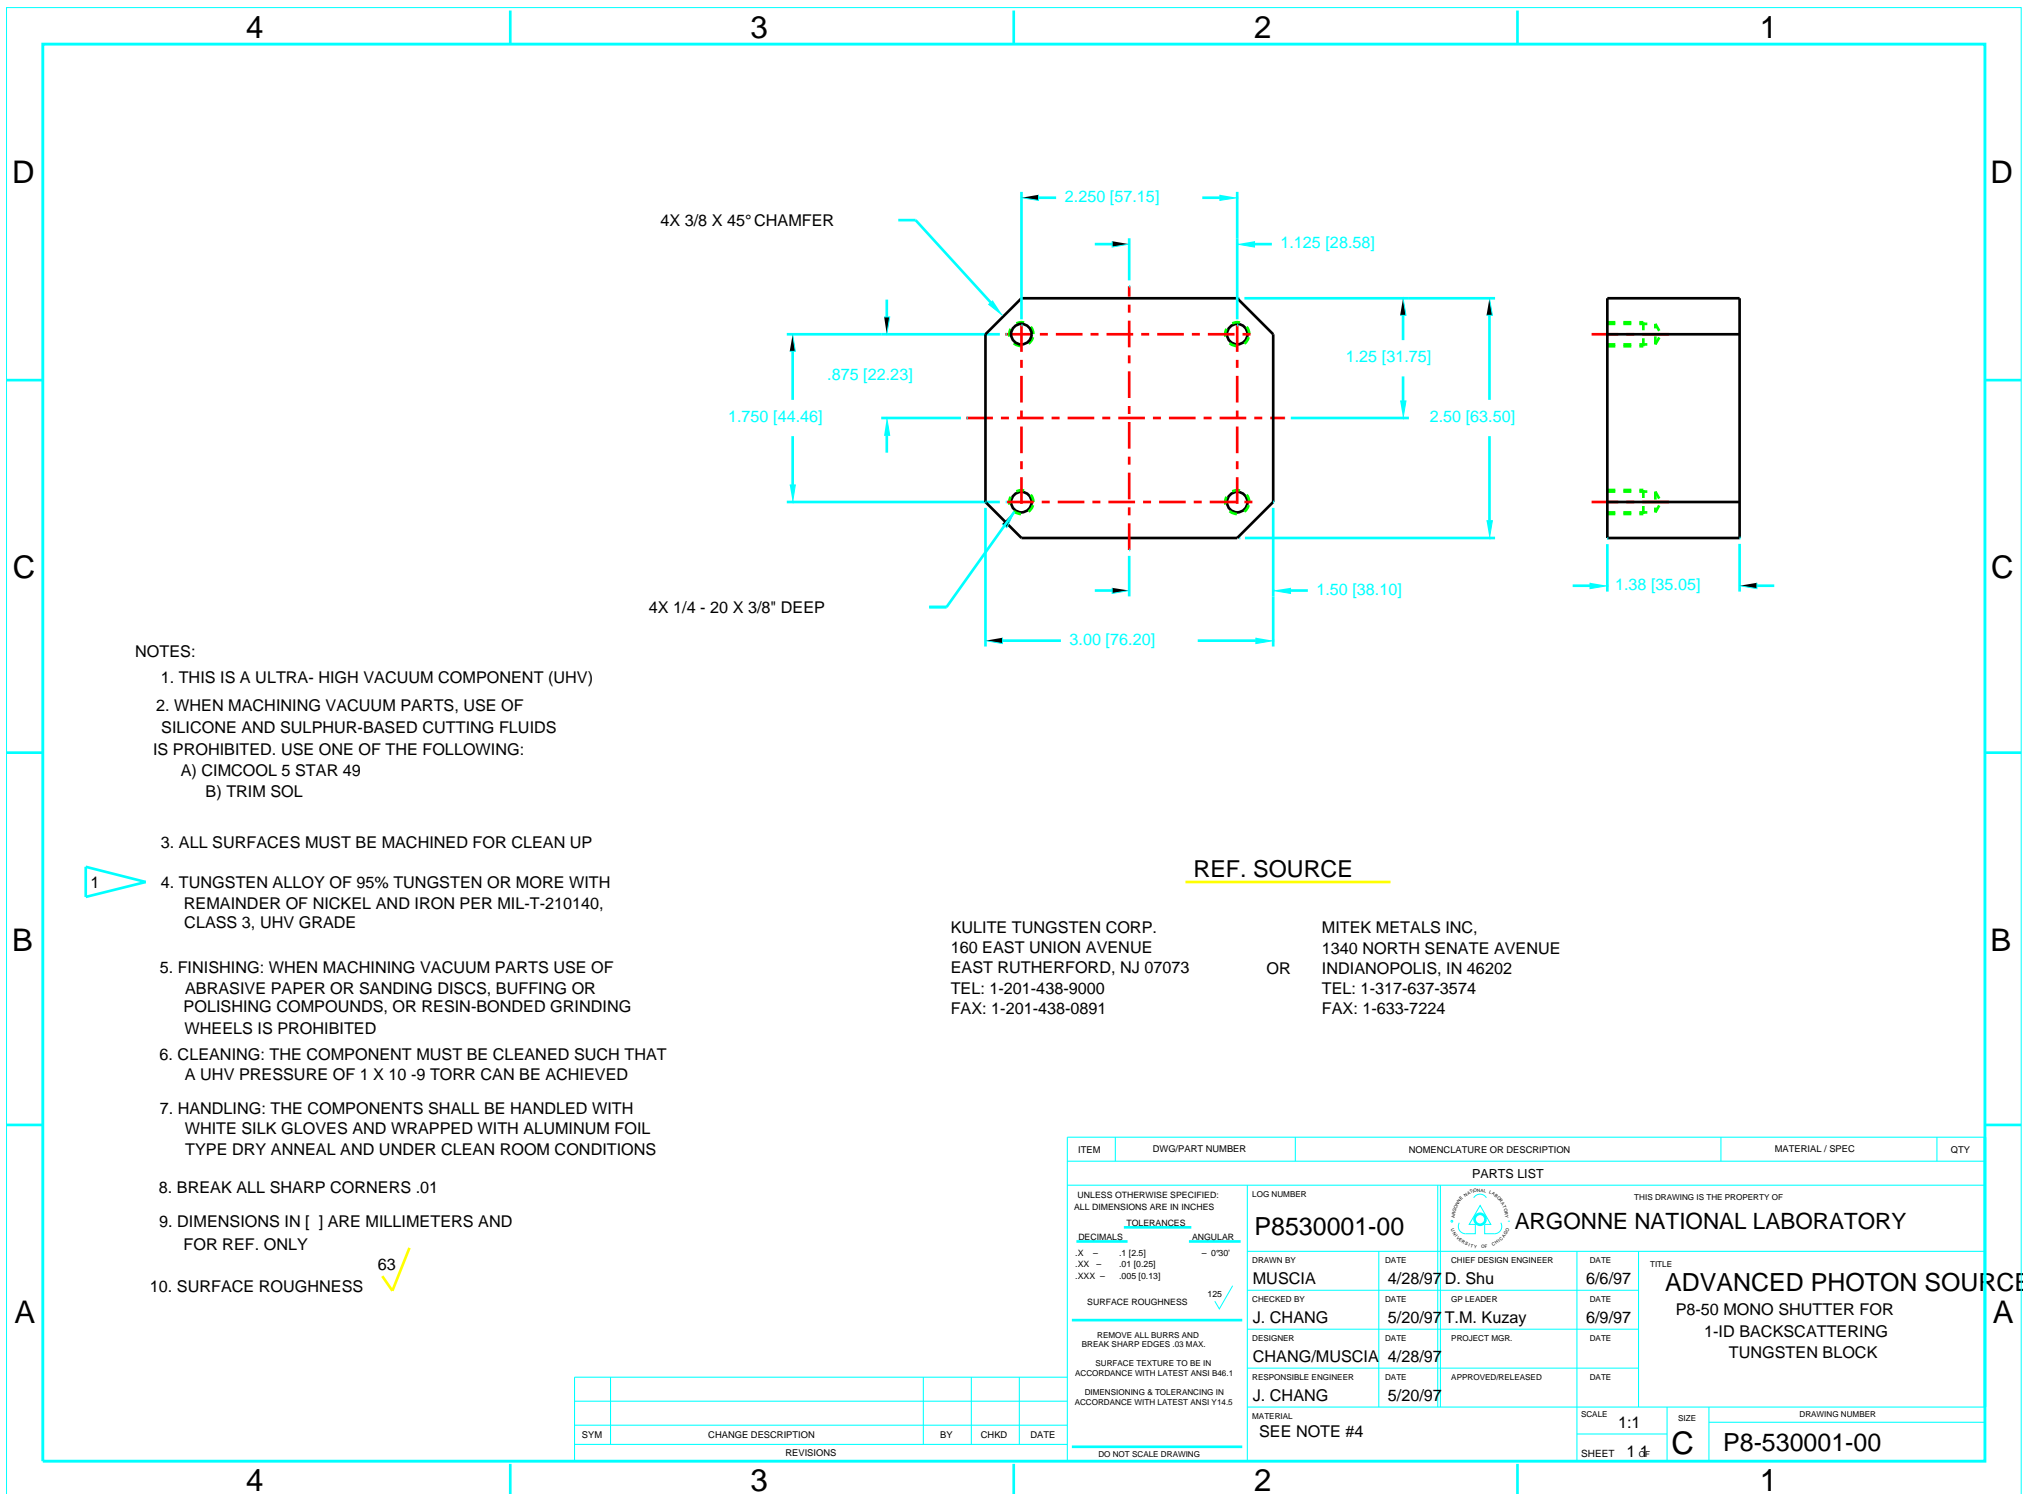 4 3 2 1
D D
2.250 [57.15]
4X 3/8 X 45° CHAMFER
1.125 [28.58]
1.25 [31.75]
.875 [22.23]
1.750 [44.46]
2.50 [63.50]
C C
1.38 [35.05]
1.50 [38.10]
4X 1/4 - 20 X 3/8" DEEP
3.00 [76.20]
NOTES:
1. THIS IS A ULTRA- HIGH VACUUM COMPONENT (UHV)
2. WHEN MACHINING VACUUM PARTS, USE OF
SILICONE AND SULPHUR-BASED CUTTING FLUIDS
IS PROHIBITED. USE ONE OF THE FOLLOWING:
A) CIMCOOL 5 STAR 49
B) TRIM SOL
3. ALL SURFACES MUST BE MACHINED FOR CLEAN UP
1
4. TUNGSTEN ALLOY OF 95% TUNGSTEN OR MORE WITH
REMAINDER OF NICKEL AND IRON PER MIL-T-210140,
CLASS 3, UHV GRADE
5. FINISHING: WHEN MACHINING VACUUM PARTS USE OF
ABRASIVE PAPER OR SANDING DISCS, BUFFING OR
POLISHING COMPOUNDS, OR RESIN-BONDED GRINDING
WHEELS IS PROHIBITED
6. CLEANING: THE COMPONENT MUST BE CLEANED SUCH THAT
A UHV PRESSURE OF 1 X 10 -9 TORR CAN BE ACHIEVED
7. HANDLING: THE COMPONENTS SHALL BE HANDLED WITH
WHITE SILK GLOVES AND WRAPPED WITH ALUMINUM FOIL
TYPE DRY ANNEAL AND UNDER CLEAN ROOM CONDITIONS
8. BREAK ALL SHARP CORNERS .01
9. DIMENSIONS IN [ ] ARE MILLIMETERS AND
FOR REF. ONLY
63
10. SURFACE ROUGHNESS
REF. SOURCE
KULITE TUNGSTEN CORP.
160 EAST UNION AVENUE
EAST RUTHERFORD, NJ 07073
TEL: 1-201-438-9000
FAX: 1-201-438-0891
OR
MITEK METALS INC,
1340 NORTH SENATE AVENUE
INDIANOPOLIS, IN 46202
TEL: 1-317-637-3574
FAX: 1-633-7224
B B
A A
ITEM DWG/PART NUMBER NOMENCLATURE OR DESCRIPTION MATERIAL / SPEC QTY
PARTS LIST
UNLESS OTHERWISE SPECIFIED:
ALL DIMENSIONS ARE IN INCHES
TOLERANCES
DECIMALS ANGULAR
.X – .1 [2.5] – 0°30'
.XX – .01 [0.25]
.XXX – .005 [0.13]
SURFACE ROUGHNESS 125
REMOVE ALL BURRS AND
BREAK SHARP EDGES .03 MAX.
SURFACE TEXTURE TO BE IN
ACCORDANCE WITH LATEST ANSI B46.1
DIMENSIONING & TOLERANCING IN
ACCORDANCE WITH LATEST ANSI Y14.5
DO NOT SCALE DRAWING
LOG NUMBER
P8530001-00
ARGONNE NATIONAL LABORATORY
UNIVERSITY OF CHICAGO
THIS DRAWING IS THE PROPERTY OF
ARGONNE NATIONAL LABORATORY
DRAWN BY DATE CHIEF DESIGN ENGINEER DATE
MUSCIA 4/28/97 D. Shu 6/6/97
CHECKED BY DATE GP LEADER DATE
J. CHANG 5/20/97 T.M. Kuzay 6/9/97
DESIGNER DATE PROJECT MGR. DATE
CHANG/MUSCIA 4/28/97
RESPONSIBLE ENGINEER DATE APPROVED/RELEASED DATE
J. CHANG 5/20/97
TITLE
ADVANCED PHOTON SOURCE
P8-50 MONO SHUTTER FOR
1-ID BACKSCATTERING
TUNGSTEN BLOCK
MATERIAL
SEE NOTE #4
SCALE 1:1
SHEET 1 OF 1
SIZE
C
DRAWING NUMBER
P8-530001-00
SYM CHANGE DESCRIPTION BY CHKD DATE
REVISIONS
4 3 2 1